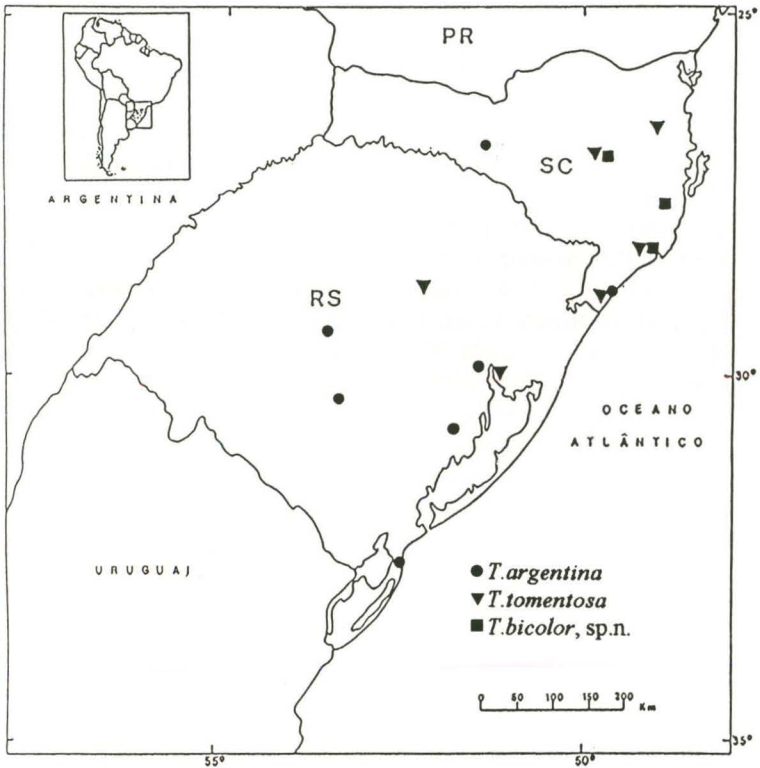 25°
PR
SC
ARGENTINA
RS
30°
OCEANO
ATLÂNTICO
URUGUAJ
T.argentina
T.tomentosa
T.bicolor, sp.n.
0 50 100 150 200 Km
35°
55° 50°